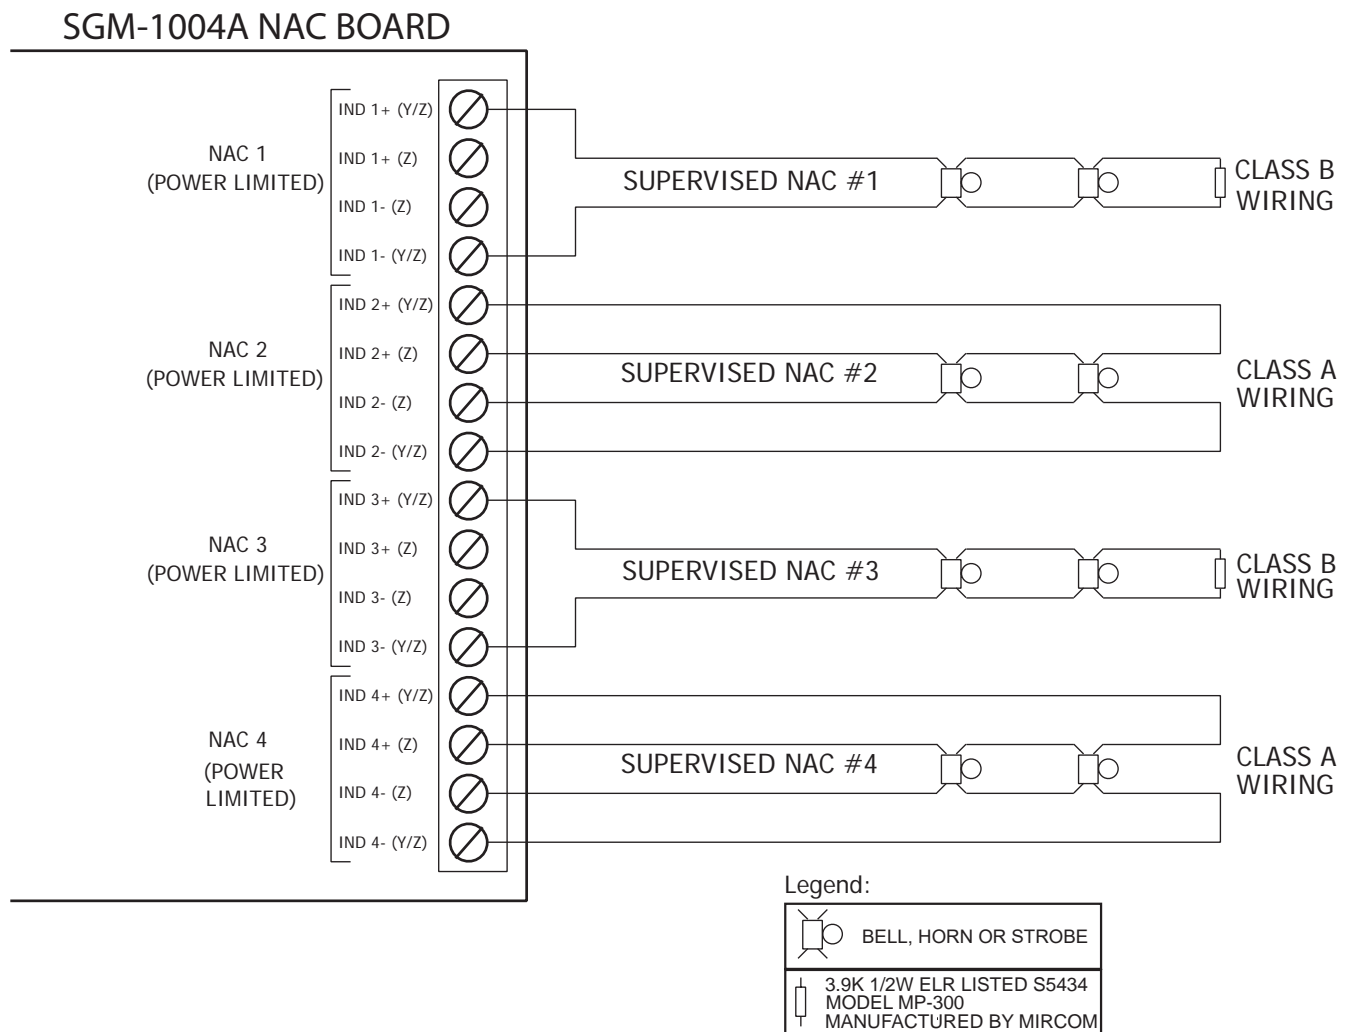 SGM-1004A NAC BOARD
NAC 1
(POWER LIMITED)
IND 1+ (Y/Z)
IND 1+ (Z)
IND 1- (Z)
IND 1- (Y/Z)
SUPERVISED NAC #1
CLASS B
WIRING
NAC 2
(POWER LIMITED)
IND 2+ (Y/Z)
IND 2+ (Z)
IND 2- (Z)
IND 2- (Y/Z)
SUPERVISED NAC #2
CLASS A
WIRING
NAC 3
(POWER LIMITED)
IND 3+ (Y/Z)
IND 3+ (Z)
IND 3- (Z)
IND 3- (Y/Z)
SUPERVISED NAC #3
CLASS B
WIRING
NAC 4
(POWER
LIMITED)
IND 4+ (Y/Z)
IND 4+ (Z)
IND 4- (Z)
IND 4- (Y/Z)
SUPERVISED NAC #4
CLASS A
WIRING
Legend:
BELL, HORN OR STROBE
3.9K 1/2W ELR LISTED S5434
MODEL MP-300
MANUFACTURED BY MIRCOM